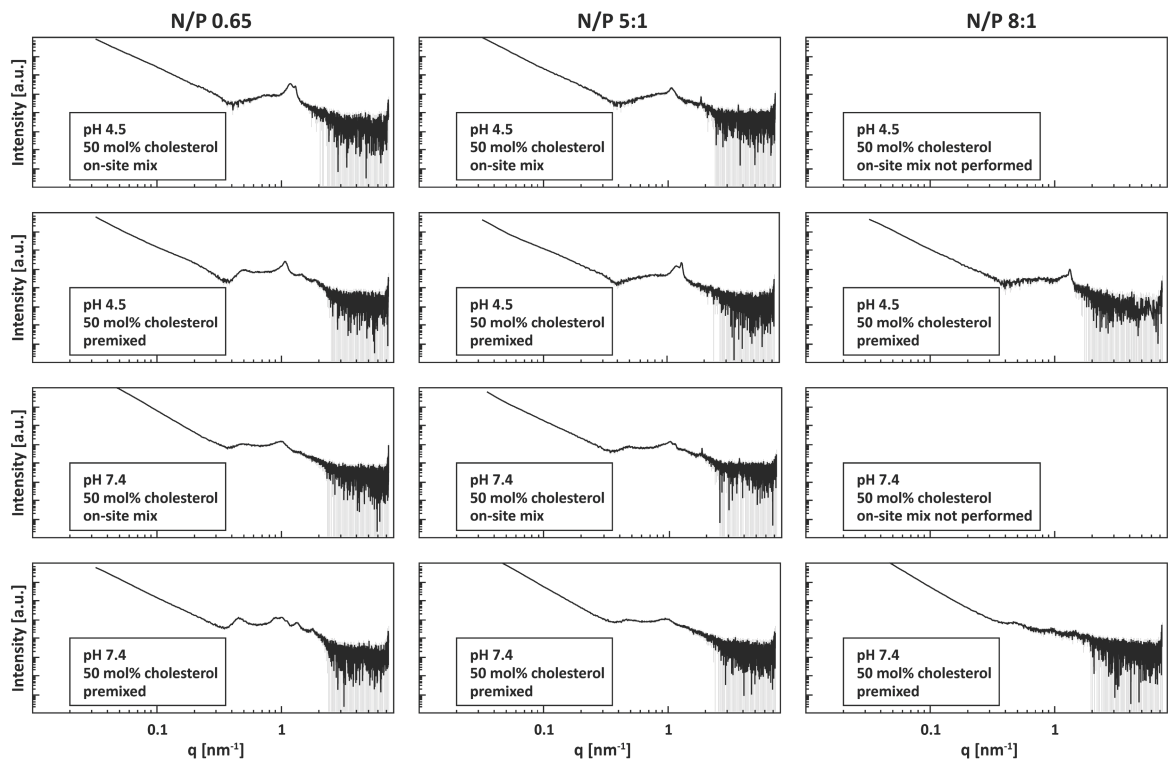 N/P 0.65
N/P 5:1
N/P 8:1
Intensity [a.u.]
pH 4.5
50 mol% cholesterol
on-site mix
pH 4.5
50 mol% cholesterol
on-site mix
pH 4.5
50 mol% cholesterol
on-site mix not performed
Intensity [a.u.]
pH 4.5
50 mol% cholesterol
premixed
pH 4.5
50 mol% cholesterol
premixed
pH 4.5
50 mol% cholesterol
premixed
Intensity [a.u.]
pH 7.4
50 mol% cholesterol
on-site mix
pH 7.4
50 mol% cholesterol
on-site mix
pH 7.4
50 mol% cholesterol
on-site mix not performed
Intensity [a.u.]
pH 7.4
50 mol% cholesterol
premixed
pH 7.4
50 mol% cholesterol
premixed
pH 7.4
50 mol% cholesterol
premixed
0.1 1
0.1 1
0.1 1
q [nm⁻¹]
q [nm⁻¹]
q [nm⁻¹]